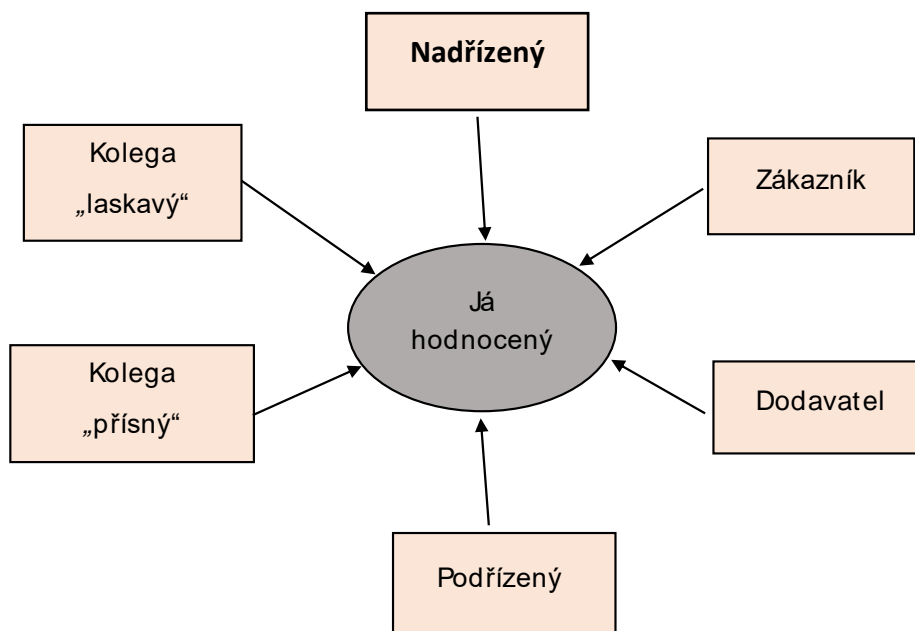 Nadřízený
Kolega
„laskavý“
Zákazník
Já
hodnocený
Kolega
„přísný“
Dodavatel
Podřízený